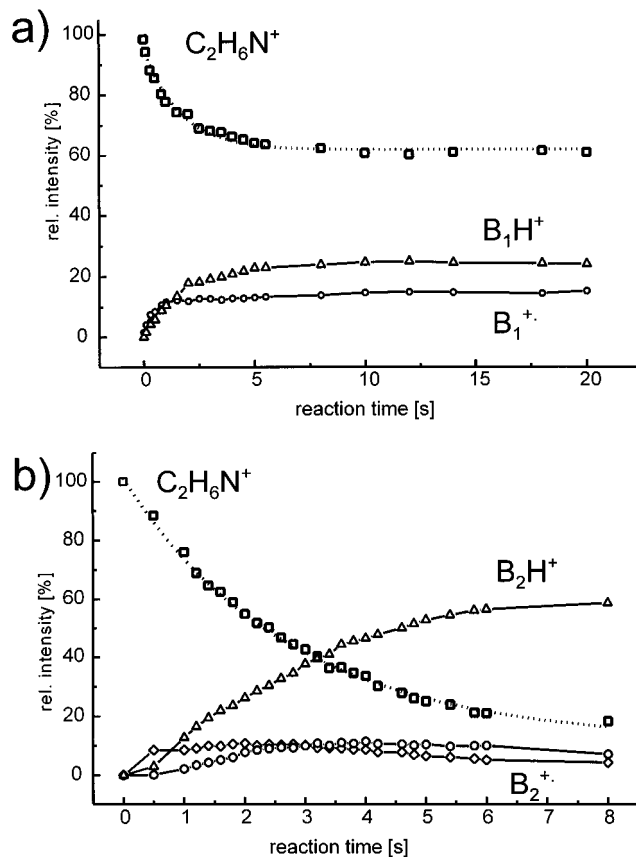 a)
C₂H₆N⁺
100
80
60
40
20
0
rel. intensity [%]
B₁H⁺
B₁⁺·
0 5 10 15 20
reaction time [s]
b)
C₂H₆N⁺
100
80
60
40
20
0
rel. intensity [%]
B₂H⁺
B₂⁺·
0 1 2 3 4 5 6 7 8
reaction time [s]